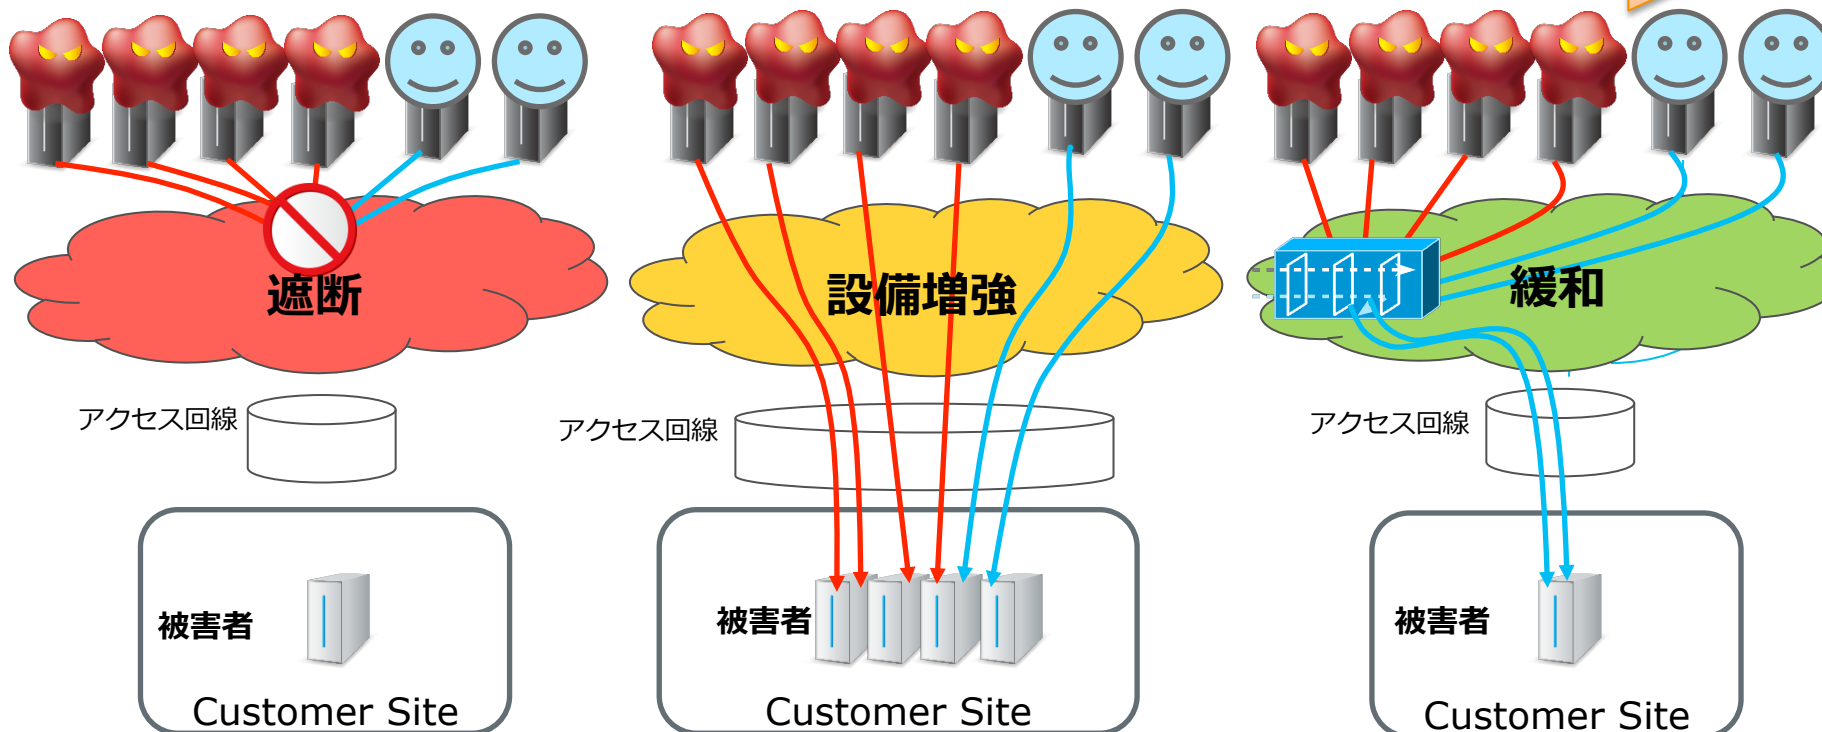 遮断
アクセス回線
被害者
Customer Site
設備増強
アクセス回線
被害者
Customer Site
緩和
アクセス回線
被害者
Customer Site